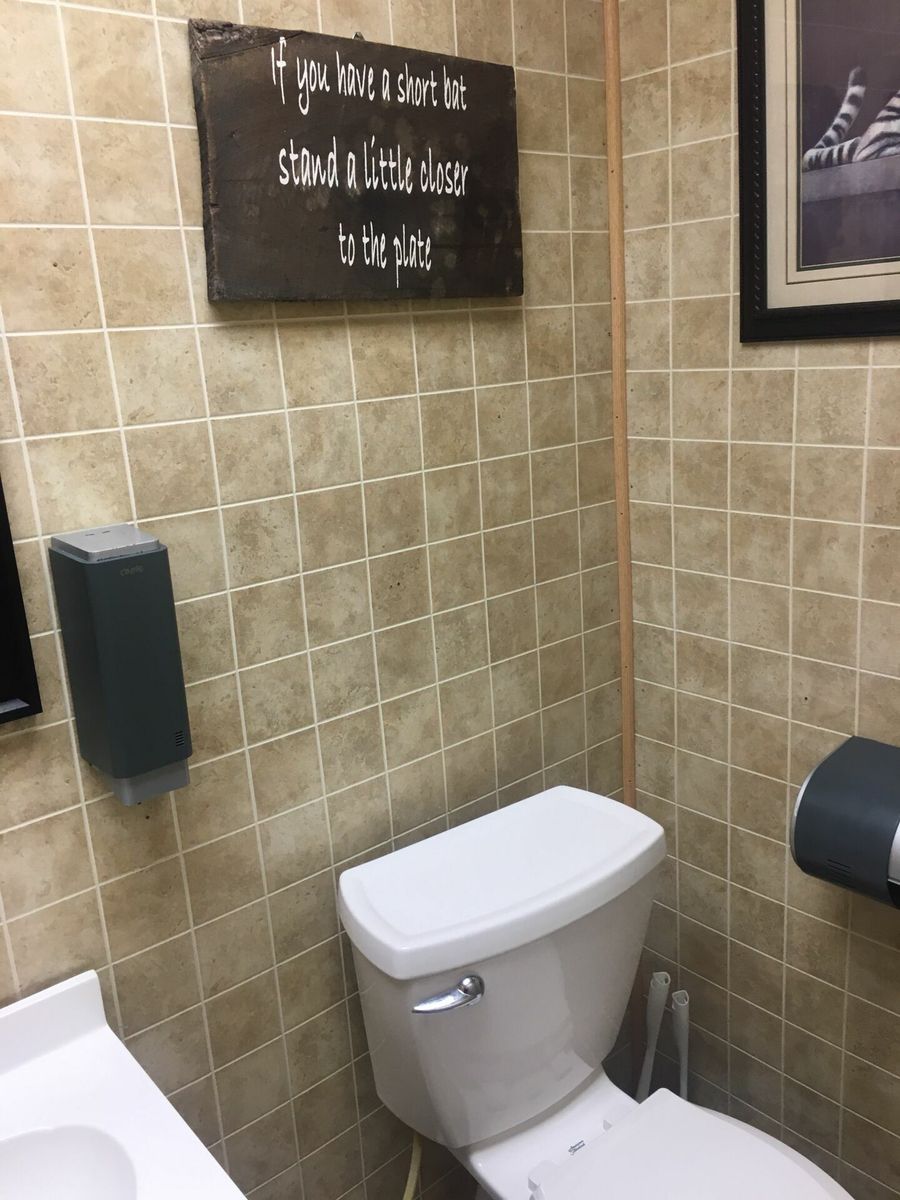 If you have a short bat
stand a little closer
to the plate